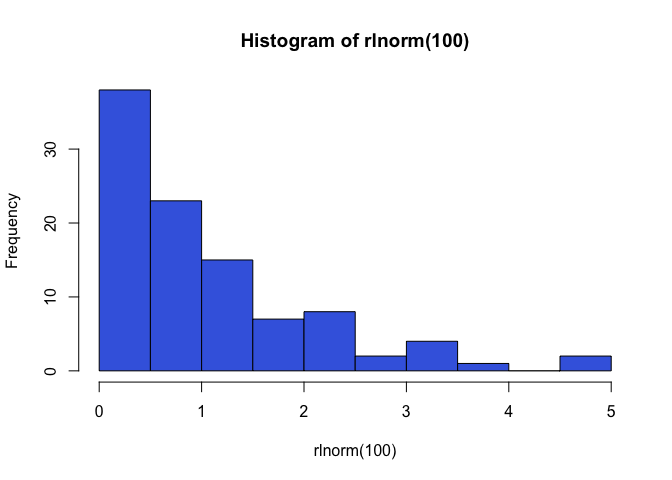 Histogram of rlnorm(100)
Frequency
30
20
10
0
0 1 2 3 4 5
rlnorm(100)